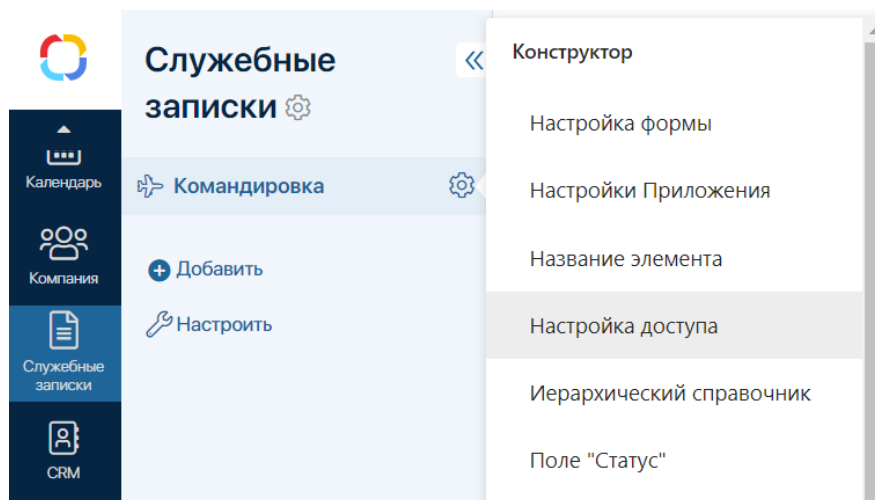 Календарь
Компания
Служебные
записки
CRM
Служебные
записки
Командировка
Добавить
Настроить
Конструктор
Настройка формы
Настройки Приложения
Название элемента
Настройка доступа
Иерархический справочник
Поле "Статус"